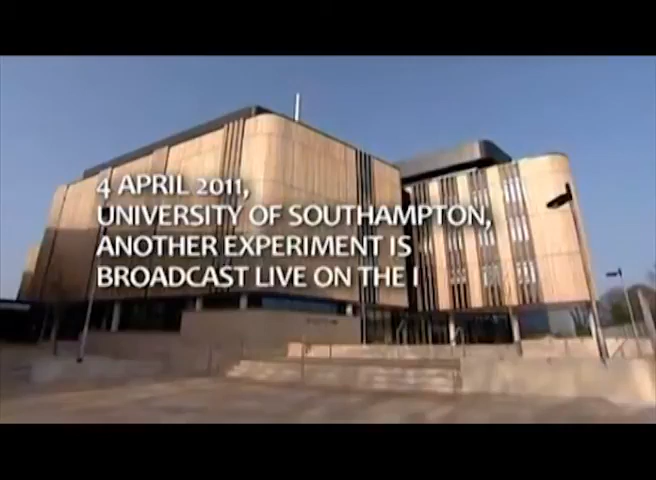 4 APRIL 2011,
UNIVERSITY OF SOUTHAMPTON,
ANOTHER EXPERIMENT IS
BROADCAST LIVE ON THE I